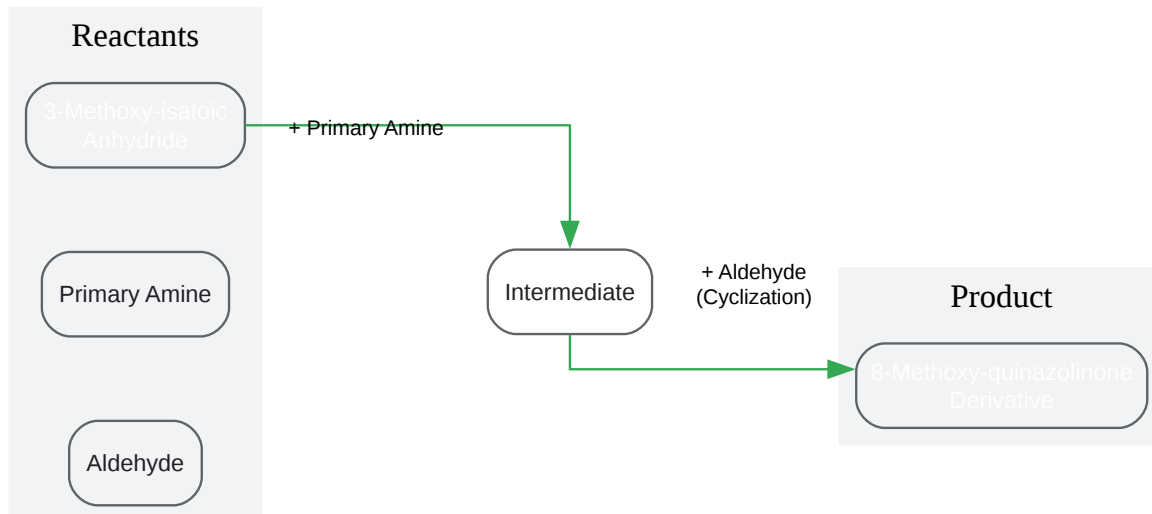 Reactants
3-Methoxy-isatoic
Anhydride
+ Primary Amine
Primary Amine
Intermediate
+ Aldehyde
(Cyclization)
Product
8-Methoxy-quinazolinone
Derivative
Aldehyde